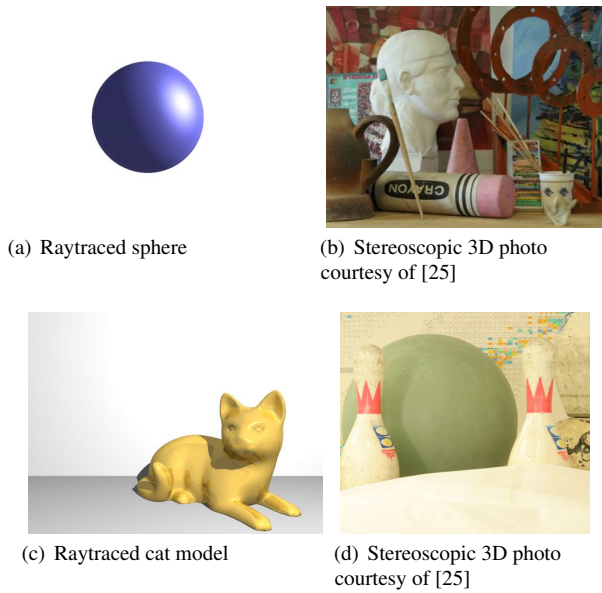 (a) Raytraced sphere
CRAYON
(b) Stereoscopic 3D photo
courtesy of [25]
(c) Raytraced cat model
(d) Stereoscopic 3D photo
courtesy of [25]